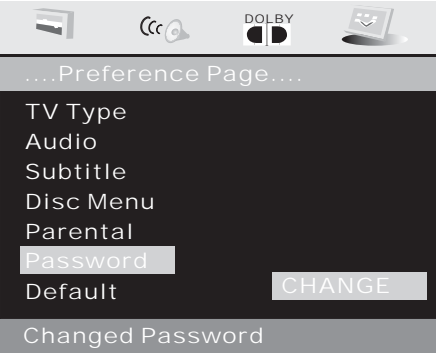 DOLBY
....Preference Page....
TV Type
Audio
Subtitle
Disc Menu
Parental
Password
Default
CHANGE
Changed Password